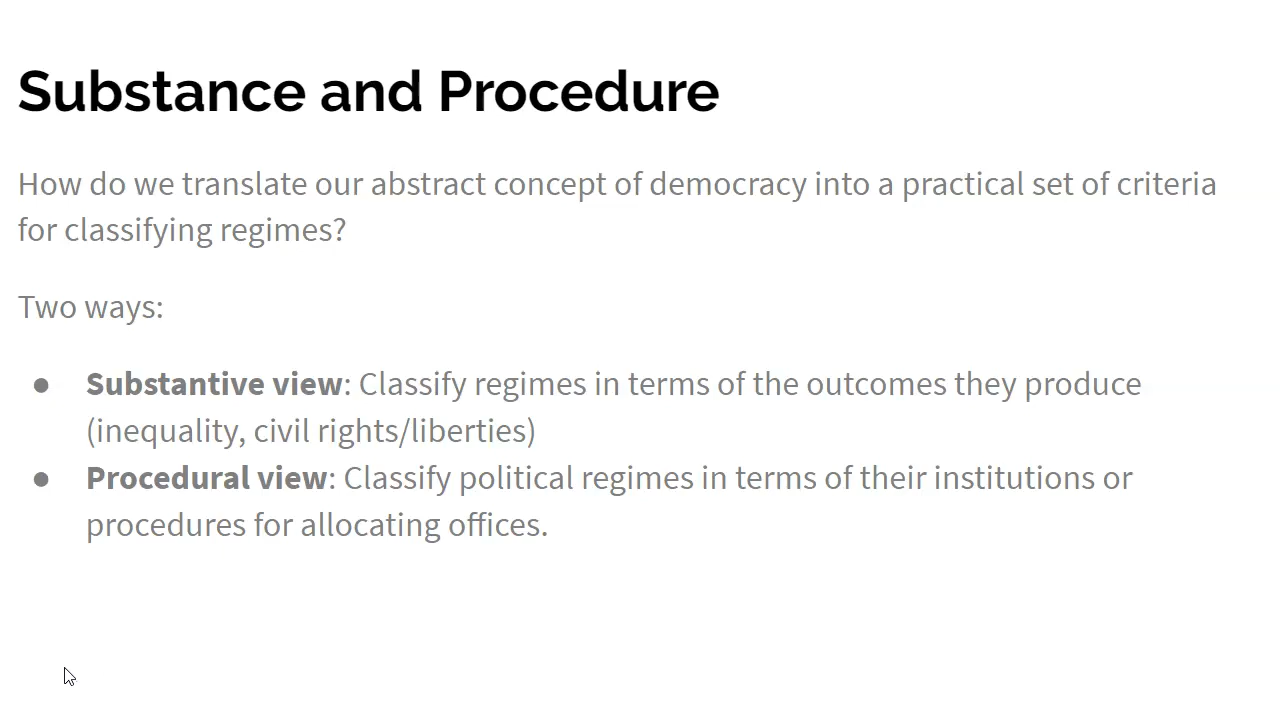 Substance and Procedure
How do we translate our abstract concept of democracy into a practical set of criteria
for classifying regimes?
Two ways:
● Substantive view: Classify regimes in terms of the outcomes they produce
(inequality, civil rights/liberties)
● Procedural view: Classify political regimes in terms of their institutions or
procedures for allocating offices.